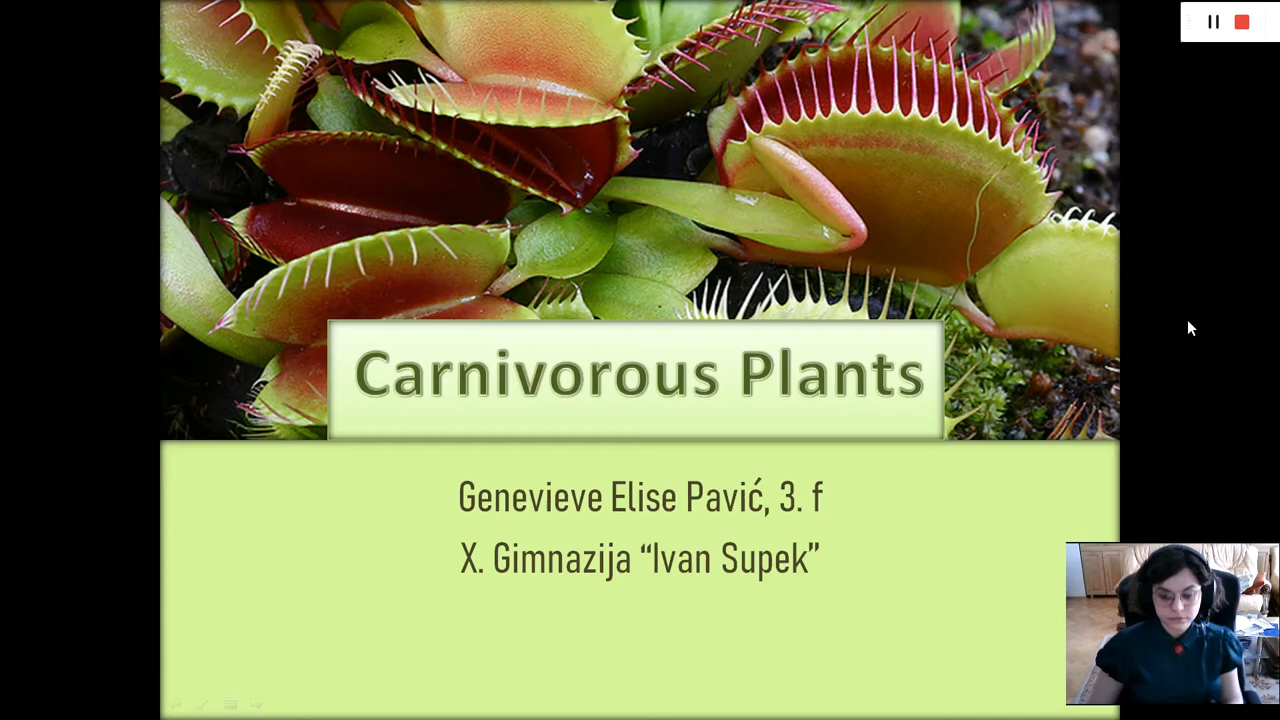 Carnivorous Plants
Genevieve Elise Pavić, 3. f
X. Gimnazija “Ivan Supek”